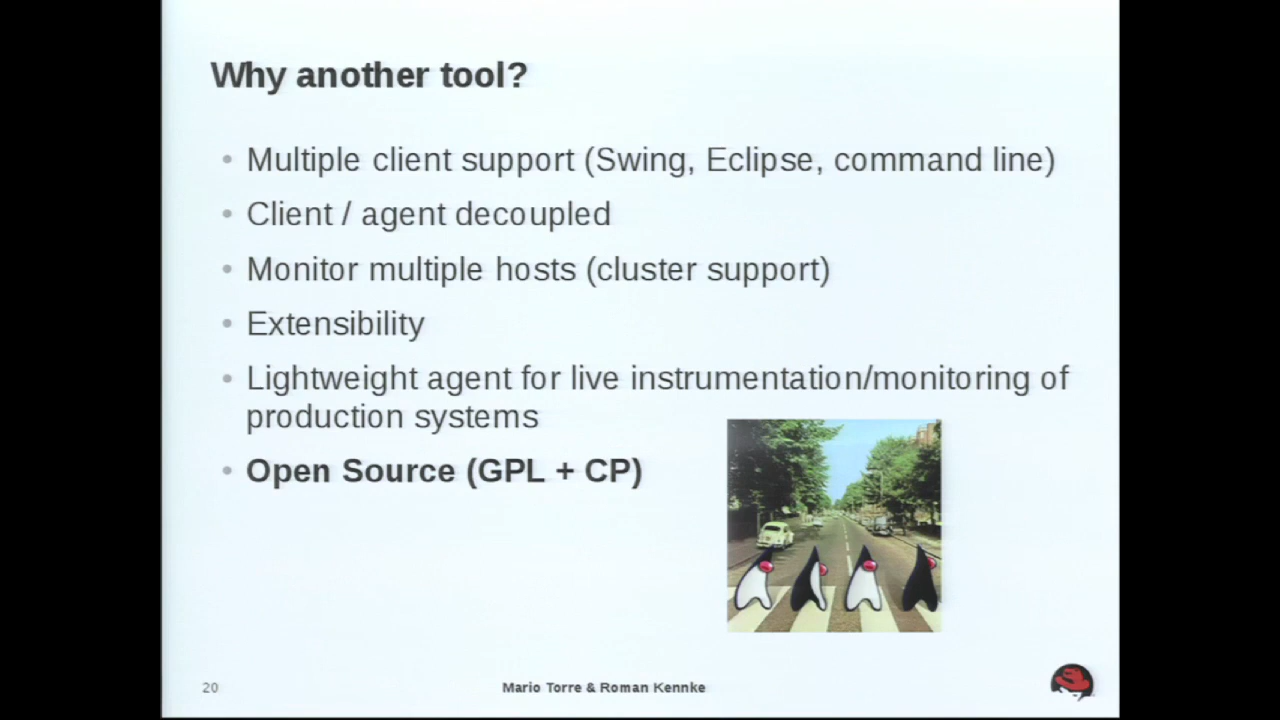 Why another tool?
• Multiple client support (Swing, Eclipse, command line)
• Client / agent decoupled
• Monitor multiple hosts (cluster support)
• Extensibility
• Lightweight agent for live instrumentation/monitoring of
production systems
• Open Source (GPL + CP)
20
Mario Torre & Roman Kennke